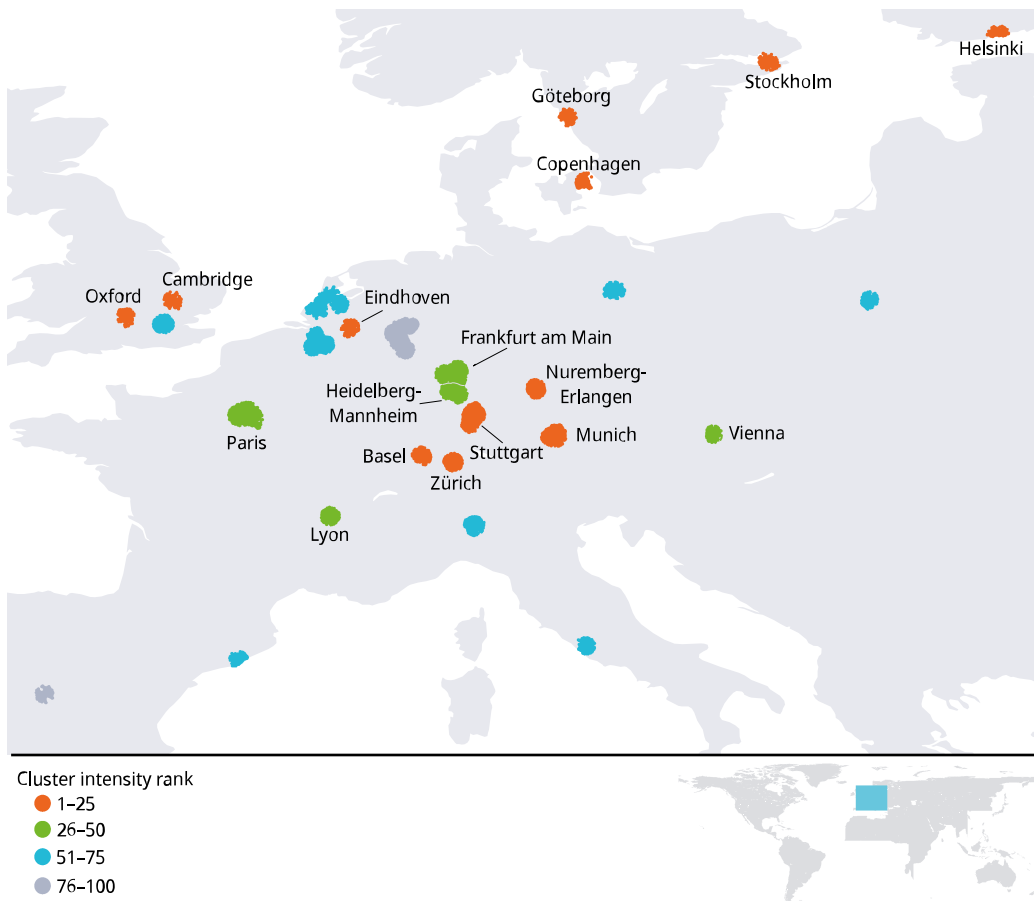 Helsinki
Stockholm
Göteborg
Copenhagen
Cambridge
Oxford
Eindhoven
Frankfurt am Main
Nuremberg-
Erlangen
Heidelberg-
Mannheim
Paris
Munich
Vienna
Stuttgart
Basel
Zürich
Lyon
Cluster intensity rank
1–25
26–50
51–75
76–100